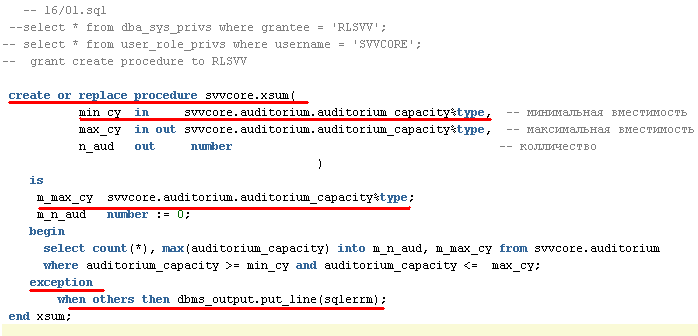 -- 16/01.sql
--select * from dba_sys_privs where grantee = 'RLSVV';
-- select * from user_role_privs where username = 'SVVCORE';
-- grant create procedure to RLSVV
create or replace procedure svvcore.xsum(
min_cy in svvcore.auditorium.auditorium_capacity%type, -- минимальная вместимость
max_cy in out svvcore.auditorium.auditorium_capacity%type, -- максимальная вместимость
n_aud out number -- колличество
)
is
m_max_cy svvcore.auditorium.auditorium_capacity%type;
m_n_aud number := 0;
begin
select count(*), max(auditorium_capacity) into m_n_aud, m_max_cy from svvcore.auditorium
where auditorium_capacity >= min_cy and auditorium_capacity <= max_cy;
exception
when others then dbms_output.put_line(sqlerrm);
end xsum;